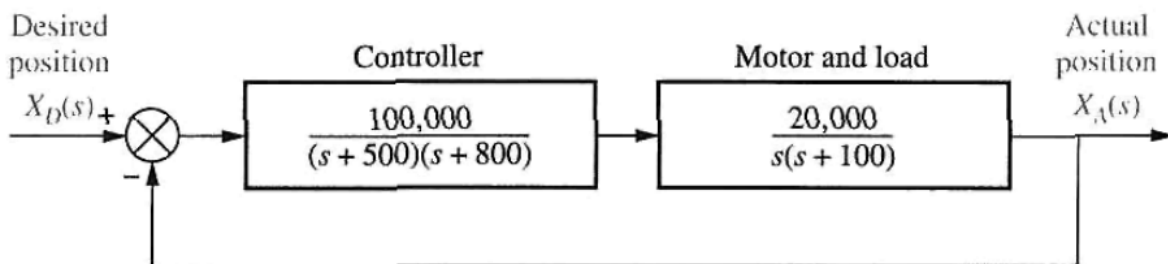 Desired
position
X_D(s) +
-
Controller
100,000
(s + 500)(s + 800)
Motor and load
20,000
s(s + 100)
Actual
position
X_A(s)